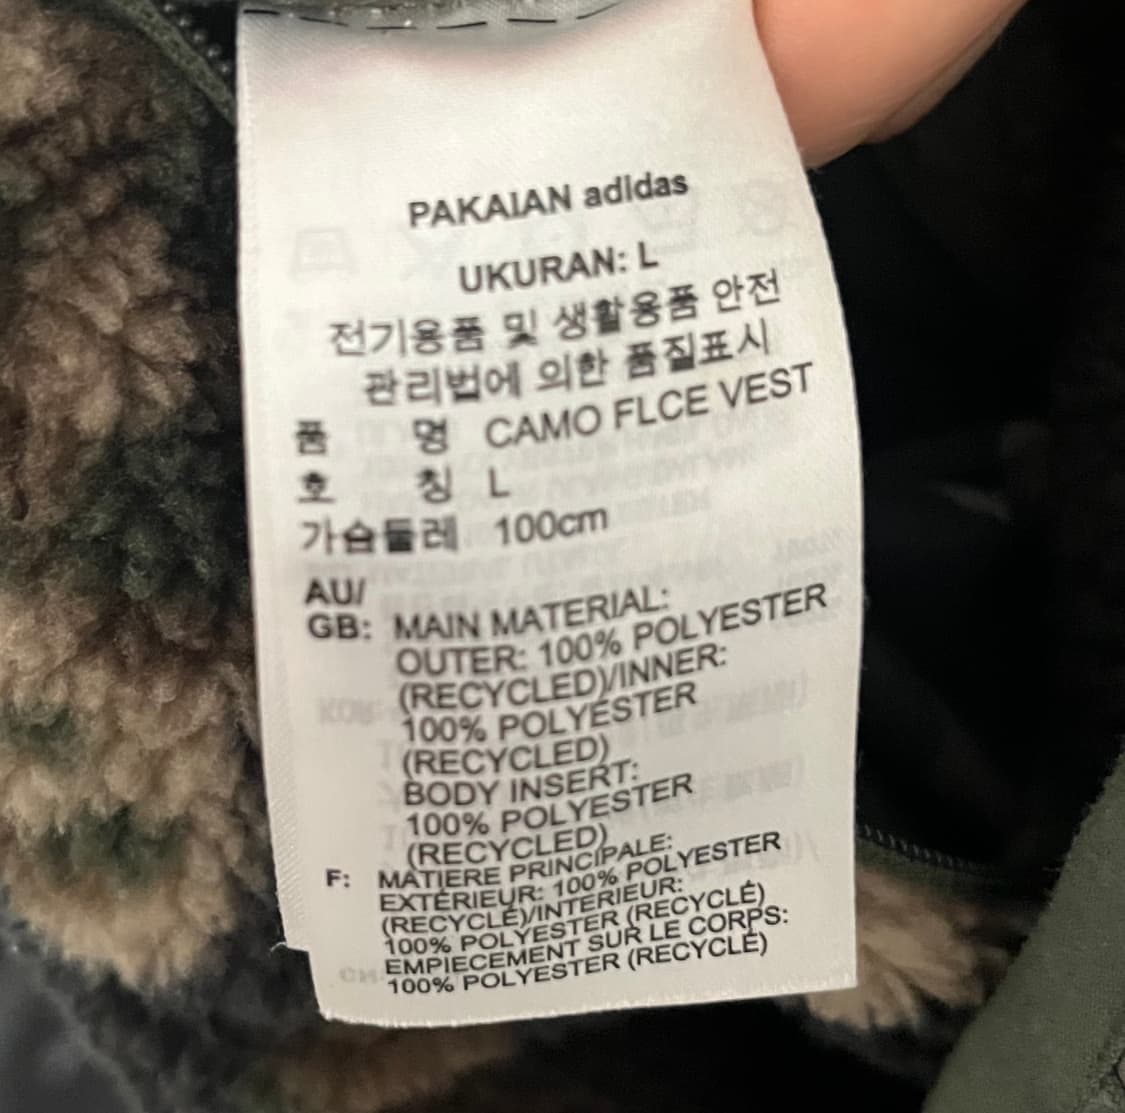 PAKAIAN adidas
UKURAN: L
전기용품 및 생활용품 안전
관리법에 의한 품질표시
품 명 CAMO FLCE VEST
호 칭 L
가슴둘레 100cm
AU/
GB: MAIN MATERIAL:
OUTER: 100% POLYESTER
(RECYCLED)/INNER:
100% POLYESTER
(RECYCLED)
BODY INSERT:
100% POLYESTER
(RECYCLED)
F: MATIERE PRINCIPALE:
EXTÉRIEUR: 100% POLYESTER
(RECYCLÉ)/INTERIEUR:
100% POLYESTER (RECYCLÉ)
EMPIECEMENT SUR LE CORPS:
100% POLYESTER (RECYCLÉ)